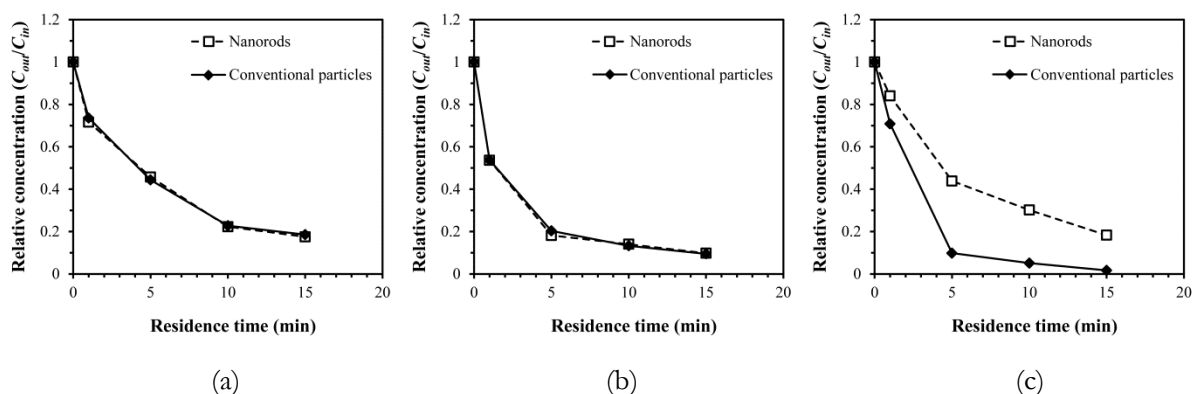 1.2
1
0.8
0.6
0.4
0.2
0
0 5 10 15 20
Relative concentration (Cout/Cin)
Residence time (min)
Nanorods
Conventional particles
(a)
1.2
1
0.8
0.6
0.4
0.2
0
0 5 10 15 20
Relative concentration (Cout/Cin)
Residence time (min)
Nanorods
Conventional particles
(b)
1.2
1
0.8
0.6
0.4
0.2
0
0 5 10 15 20
Relative concentration (Cout/Cin)
Residence time (min)
Nanorods
Conventional particles
(c)